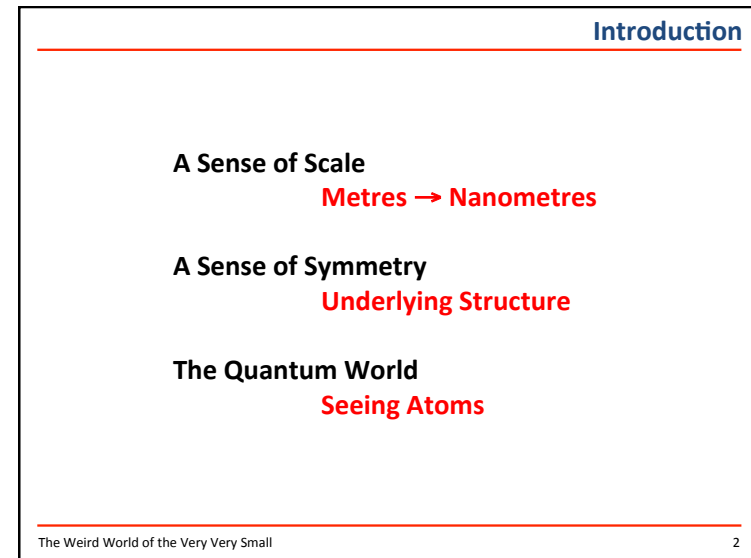 Introduction
A Sense of Scale
Metres → Nanometres
A Sense of Symmetry
Underlying Structure
The Quantum World
Seeing Atoms
The Weird World of the Very Very Small 2